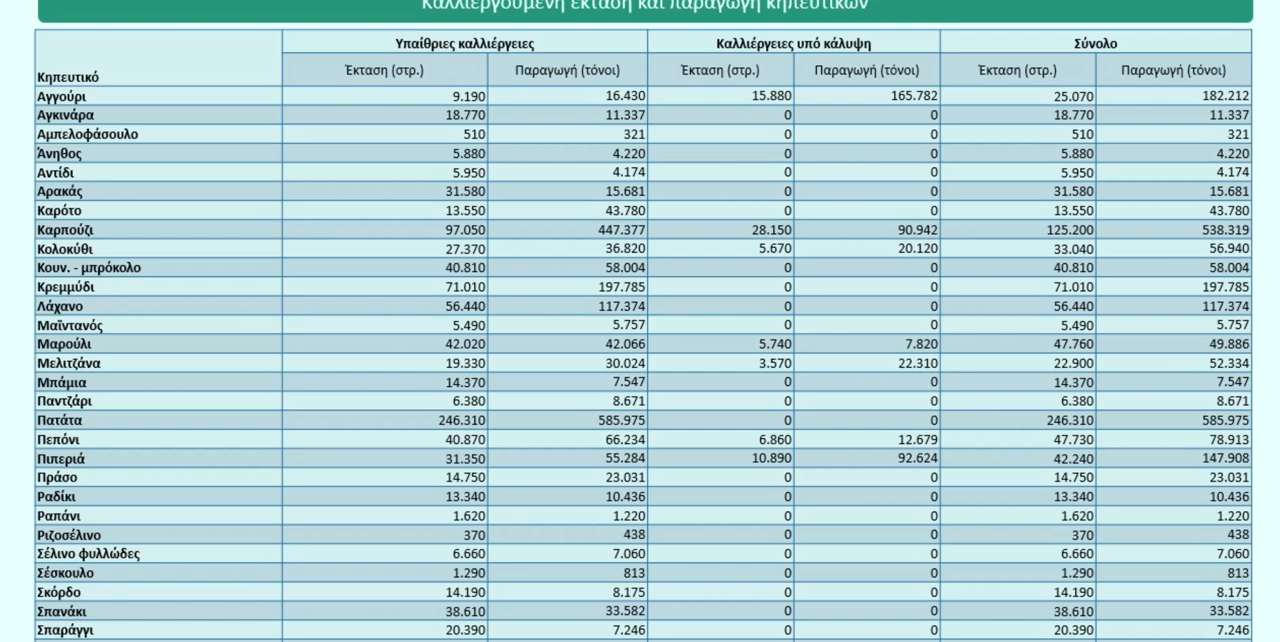 Καλλιεργούμενη έκταση και παραγωγή κηπευτικών
Υπαίθριες καλλιέργειες Καλλιέργειες υπό κάλυψη Σύνολο
Κηπευτικό Έκταση (στρ.) Παραγωγή (τόνοι) Έκταση (στρ.) Παραγωγή (τόνοι) Έκταση (στρ.) Παραγωγή (τόνοι)
Αγγούρι 9.190 16.430 15.880 165.782 25.070 182.212
Αγκινάρα 18.770 11.337 0 0 18.770 11.337
Αμπελοφάσουλο 510 321 0 0 510 321
Άνηθος 5.880 4.220 0 0 5.880 4.220
Αντίδι 5.950 4.174 0 0 5.950 4.174
Αρακάς 31.580 15.681 0 0 31.580 15.681
Καρότο 13.550 43.780 0 0 13.550 43.780
Καρπούζι 97.050 447.377 28.150 90.942 125.200 538.319
Κολοκύθι 27.370 36.820 5.670 20.120 33.040 56.940
Κουν. - μπρόκολο 40.810 58.004 0 0 40.810 58.004
Κρεμμύδι 71.010 197.785 0 0 71.010 197.785
Λάχανο 56.440 117.374 0 0 56.440 117.374
Μαϊντανός 5.490 5.757 0 0 5.490 5.757
Μαρούλι 42.020 42.066 5.740 7.820 47.760 49.886
Μελιτζάνα 19.330 30.024 3.570 22.310 22.900 52.334
Μπάμια 14.370 7.547 0 0 14.370 7.547
Παντζάρι 6.380 8.671 0 0 6.380 8.671
Πατάτα 246.310 585.975 0 0 246.310 585.975
Πεπόνι 40.870 66.234 6.860 12.679 47.730 78.913
Πιπεριά 31.350 55.284 10.890 92.624 42.240 147.908
Πράσο 14.750 23.031 0 0 14.750 23.031
Ραδίκι 13.340 10.436 0 0 13.340 10.436
Ραπάνι 1.620 1.220 0 0 1.620 1.220
Ριζοσέλινο 370 438 0 0 370 438
Σέλινο φυλλώδες 6.660 7.060 0 0 6.660 7.060
Σέσκουλο 1.290 813 0 0 1.290 813
Σκόρδο 14.190 8.175 0 0 14.190 8.175
Σπανάκι 38.610 33.582 0 0 38.610 33.582
Σπαράγγι 20.390 7.246 0 0 20.390 7.246